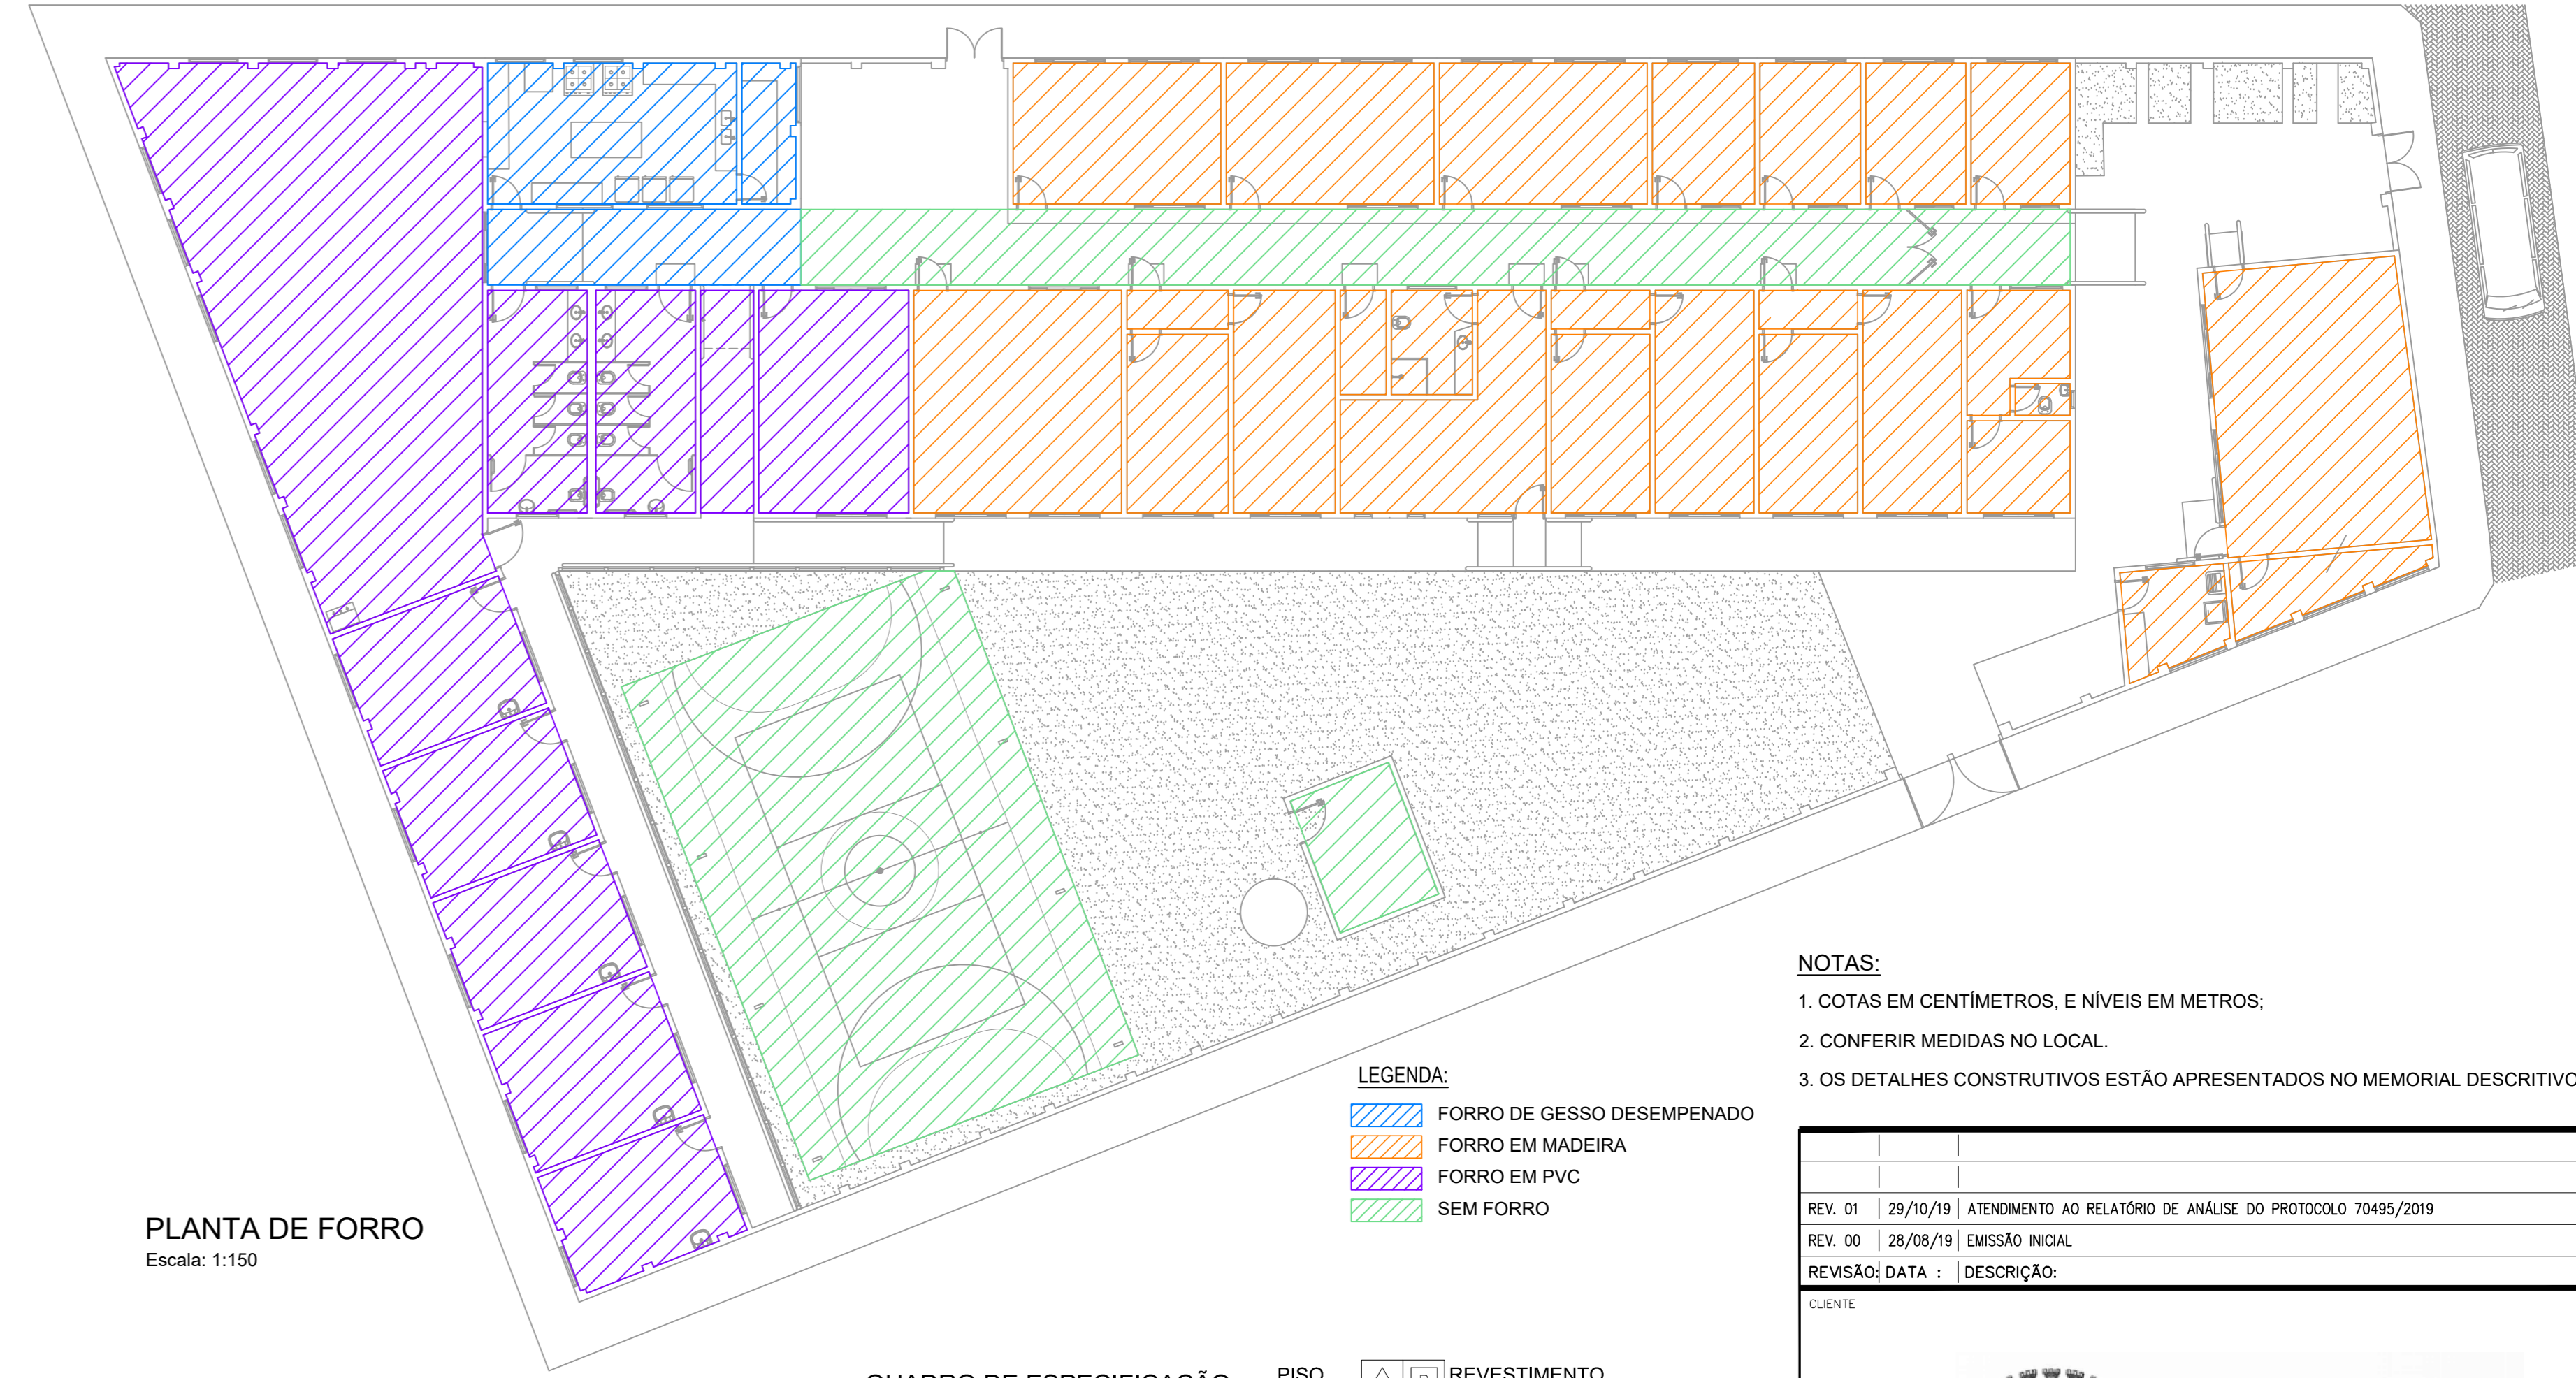 NOTAS:
1. COTAS EM CENTÍMETROS, E NÍVEIS EM METROS;
2. CONFERIR MEDIDAS NO LOCAL.
3. OS DETALHES CONSTRUTIVOS ESTÃO APRESENTADOS NO MEMORIAL DESCRITIVO
LEGENDA:
FORRO DE GESSO DESEMPENADO
FORRO EM MADEIRA
FORRO EM PVC
SEM FORRO
PLANTA DE FORRO
Escala: 1:150
REV. 01 29/10/19 ATENDIMENTO AO RELATÓRIO DE ANÁLISE DO PROTOCOLO 70495/2019
REV. 00 28/08/19 EMISSÃO INICIAL
REVISÃO: DATA : DESCRIÇÃO:
CLIENTE
QUADRO DE ESPECIFICAÇÃO
PISO
REVESTIMENTO